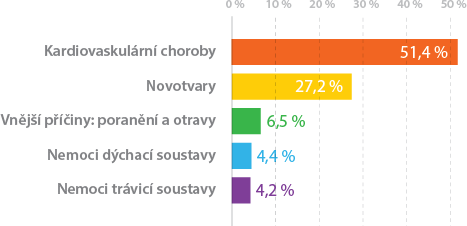 0 % 10 % 20 % 30 % 40 % 50 %
Kardiovaskulární choroby 51,4 %
Novotvary 27,2 %
Vnější příčiny: poranění a otravy 6,5 %
Nemoci dýchací soustavy 4,4 %
Nemoci trávicí soustavy 4,2 %